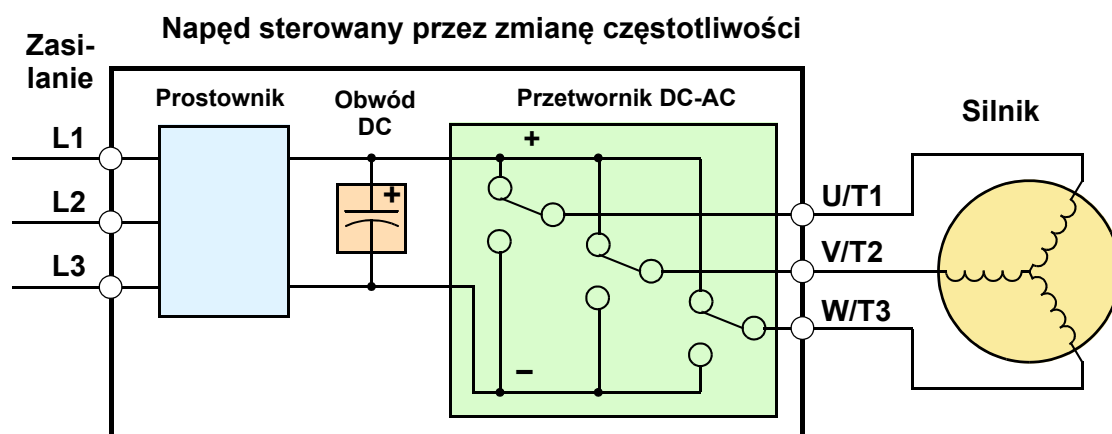 Napęd sterowany przez zmianę częstotliwości
Zasi-
lanie
Prostownik
Obwód
DC
Przetwornik DC-AC
Silnik
L1
L2
L3
+
+
–
U/T1
V/T2
W/T3